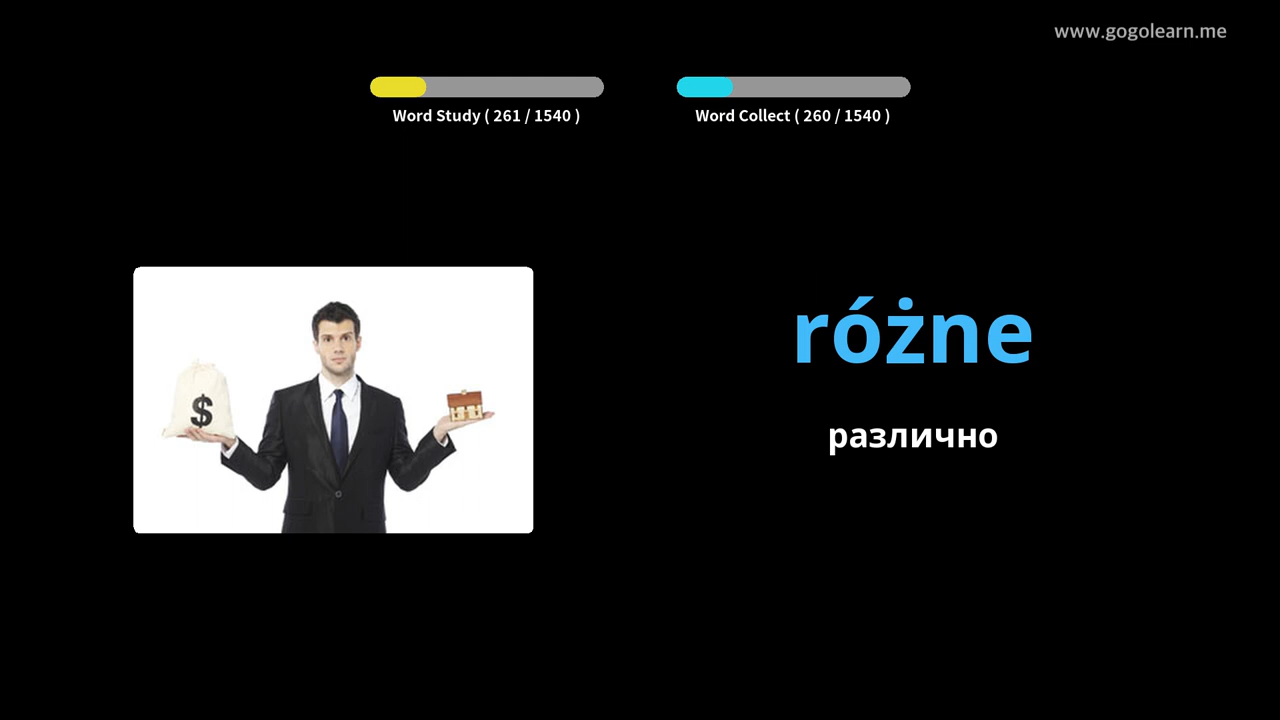 www.gogolearn.me
Word Study ( 261 / 1540 )
Word Collect ( 260 / 1540 )
$
różne
различно